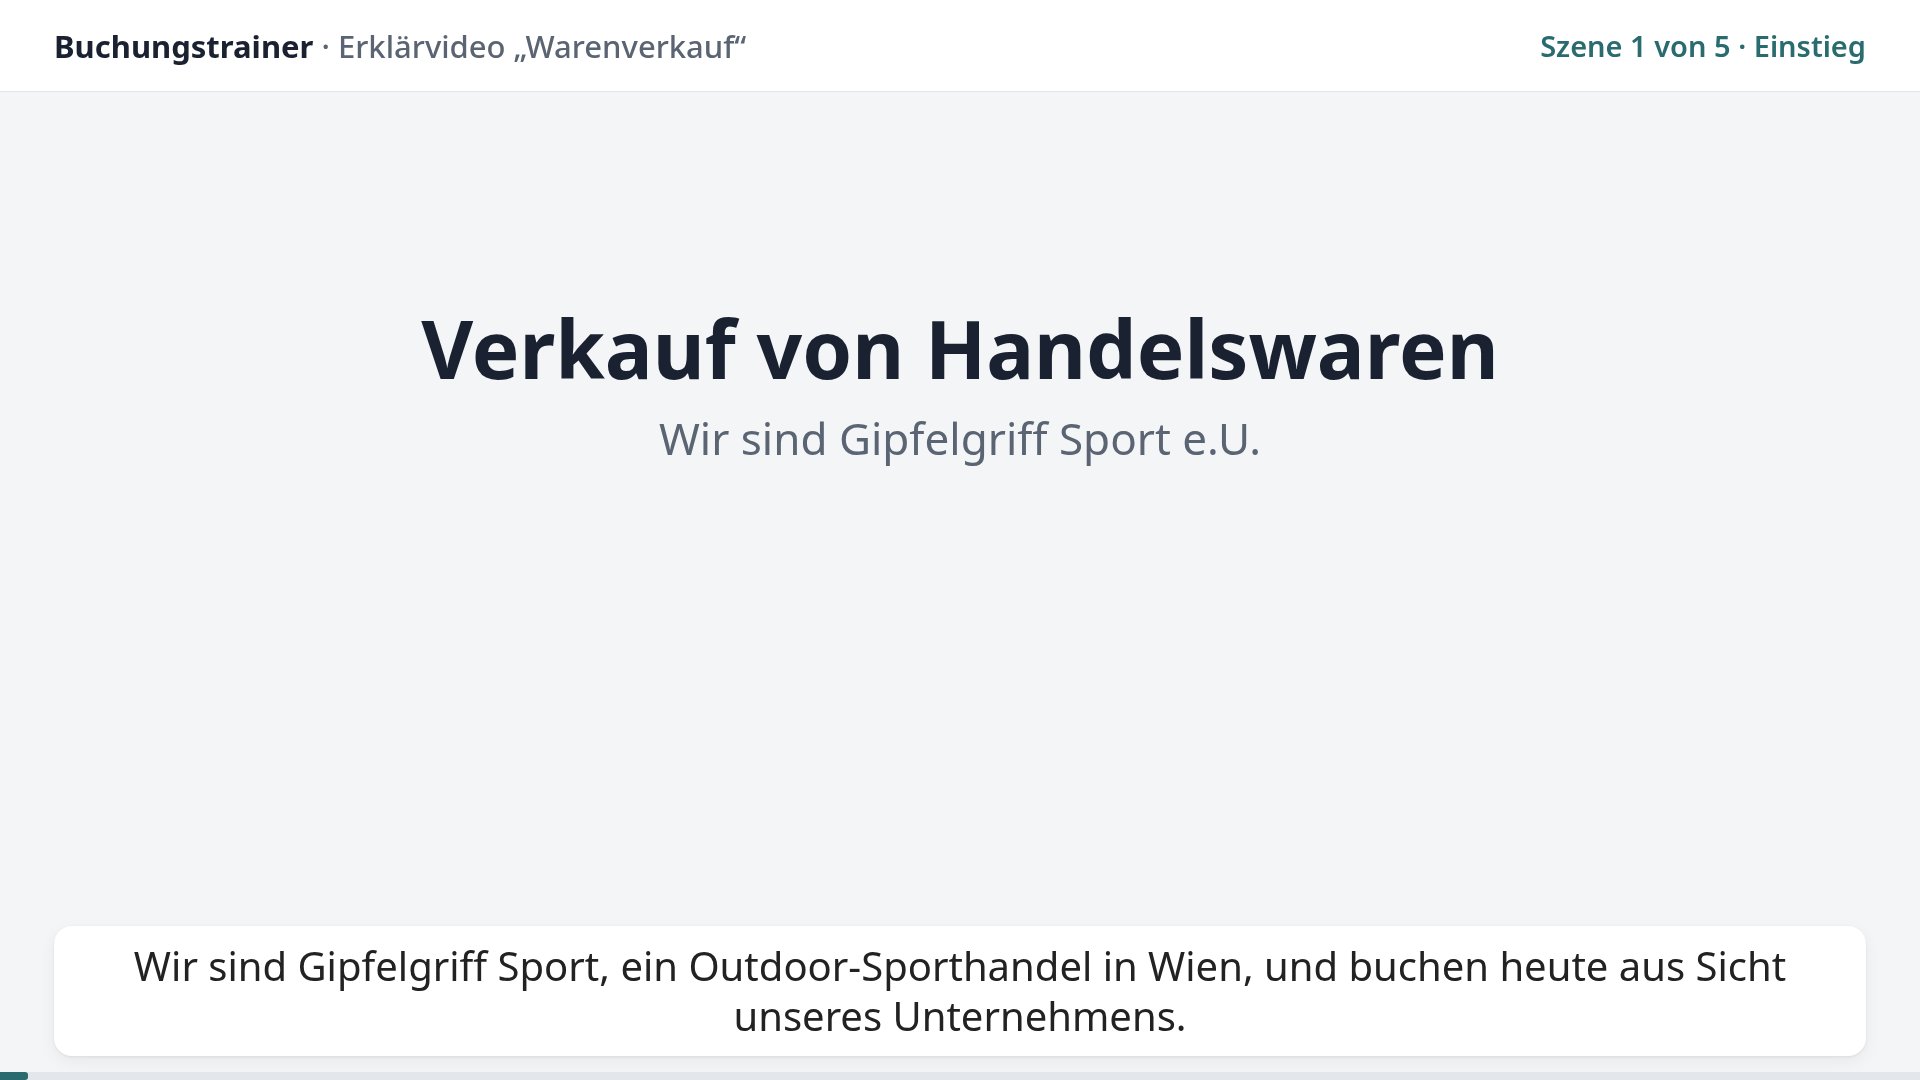 Buchungstrainer · Erklärvideo „Warenverkauf“
Szene 1 von 5 · Einstieg
Verkauf von Handelswaren
Wir sind Gipfelgriff Sport e.U.
Wir sind Gipfelgriff Sport, ein Outdoor-Sporthandel in Wien, und buchen heute aus Sicht
unseres Unternehmens.